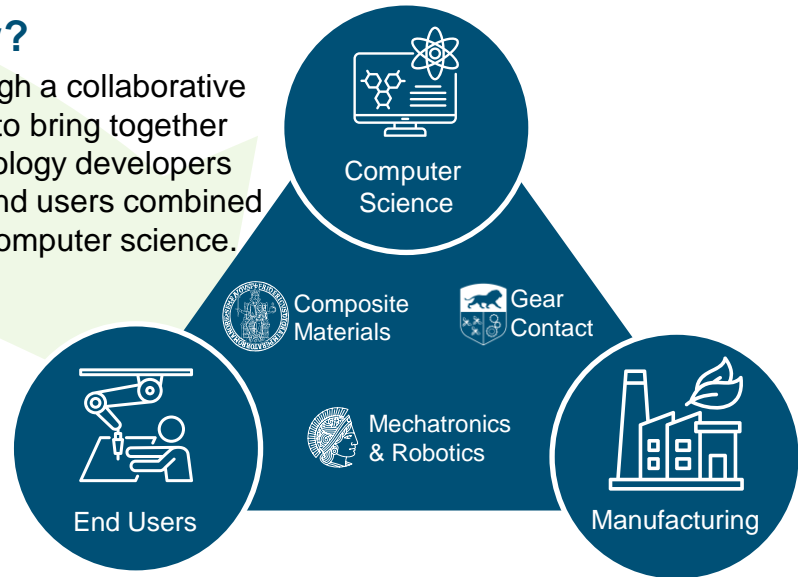 ?
gh a collaborative
to bring together
ology developers
nd users combined
omputer science.
Computer
Science
Composite
Materials
Gear
Contact
Mechatronics
& Robotics
End Users
Manufacturing